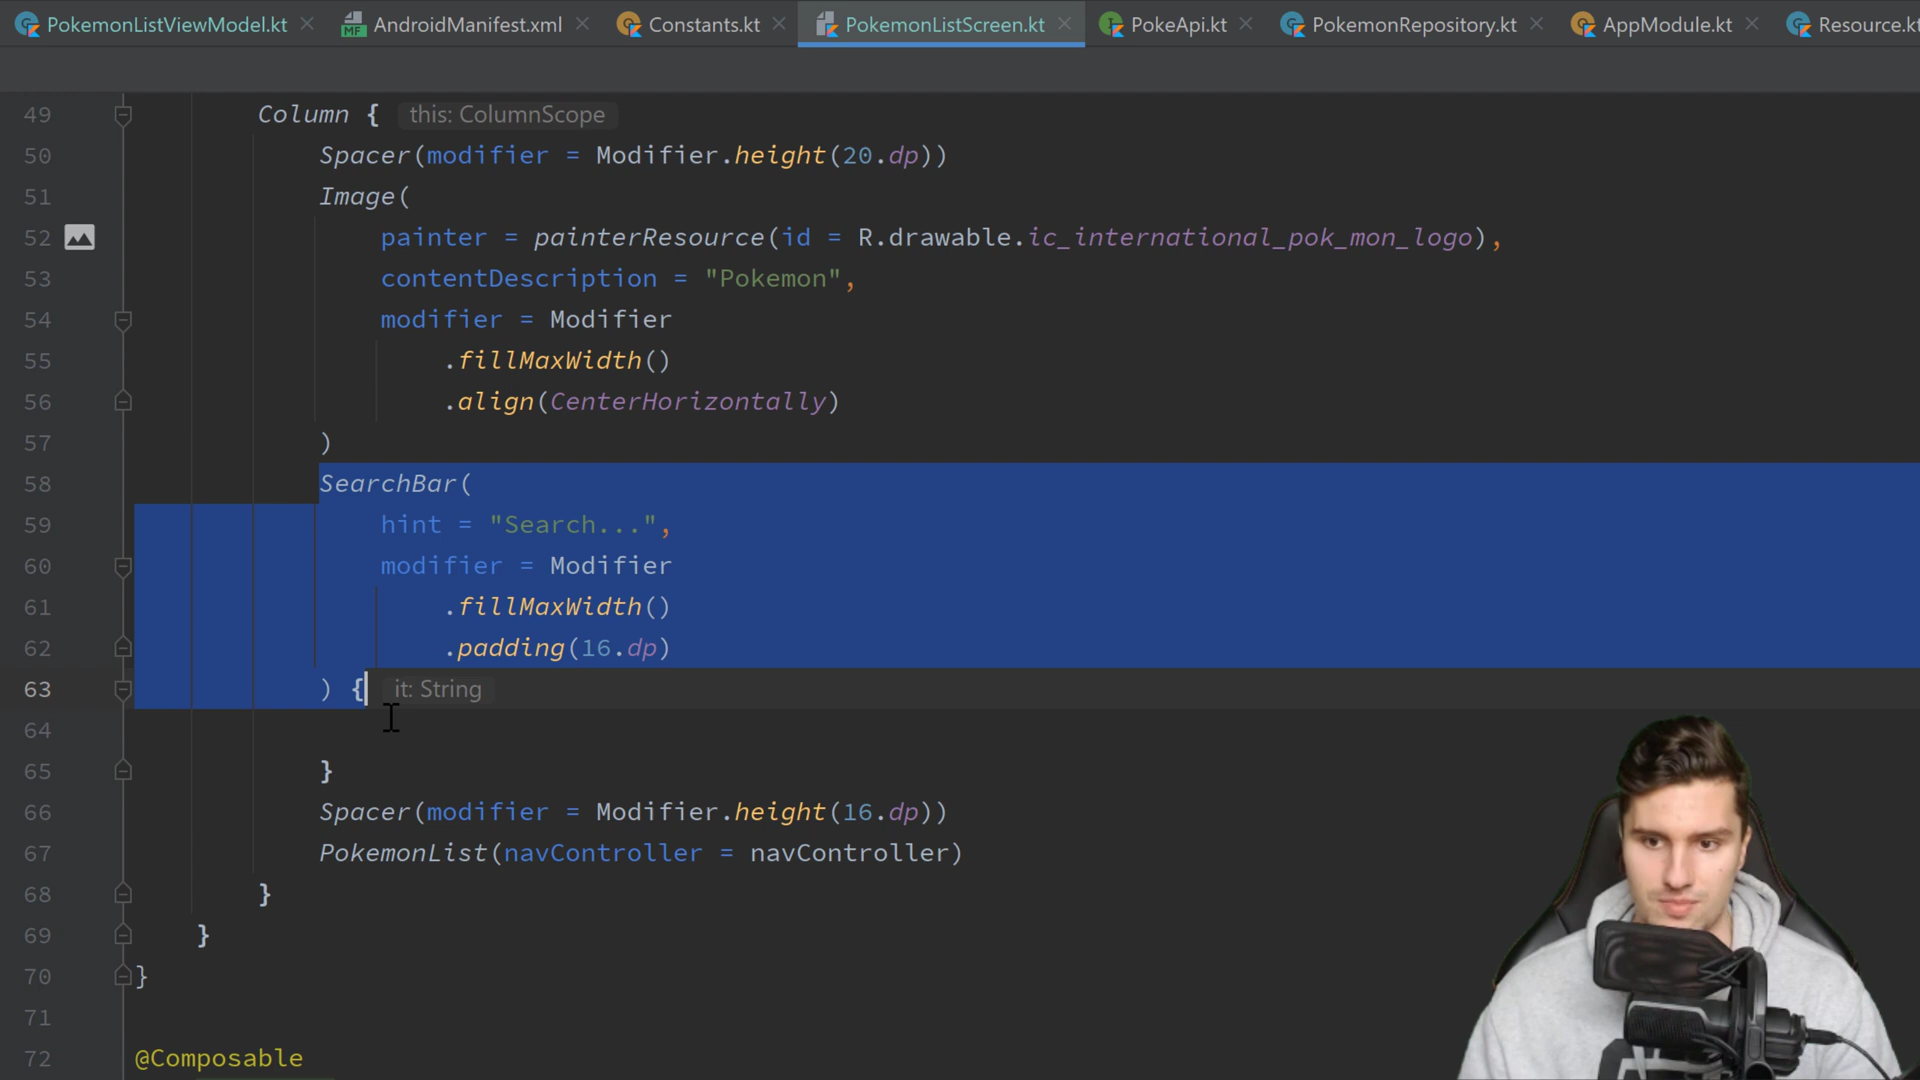 PokemonListViewModel.kt AndroidManifest.xml Constants.kt PokemonListScreen.kt PokeApi.kt PokemonRepository.kt AppModule.kt Resource.kt
MF
49 Column { this: ColumnScope
50 Spacer(modifier = Modifier.height(20.dp))
51 Image(
52 painter = painterResource(id = R.drawable.ic_international_pok_mon_logo),
53 contentDescription = "Pokemon",
54 modifier = Modifier
55 .fillMaxWidth()
56 .align(CenterHorizontally)
57 )
58 SearchBar(
59 hint = "Search...",
60 modifier = Modifier
61 .fillMaxWidth()
62 .padding(16.dp)
63 ) { it: String
64
65 }
66 Spacer(modifier = Modifier.height(16.dp))
67 PokemonList(navController = navController)
68 }
69 }
70 }
71
72 @Composable